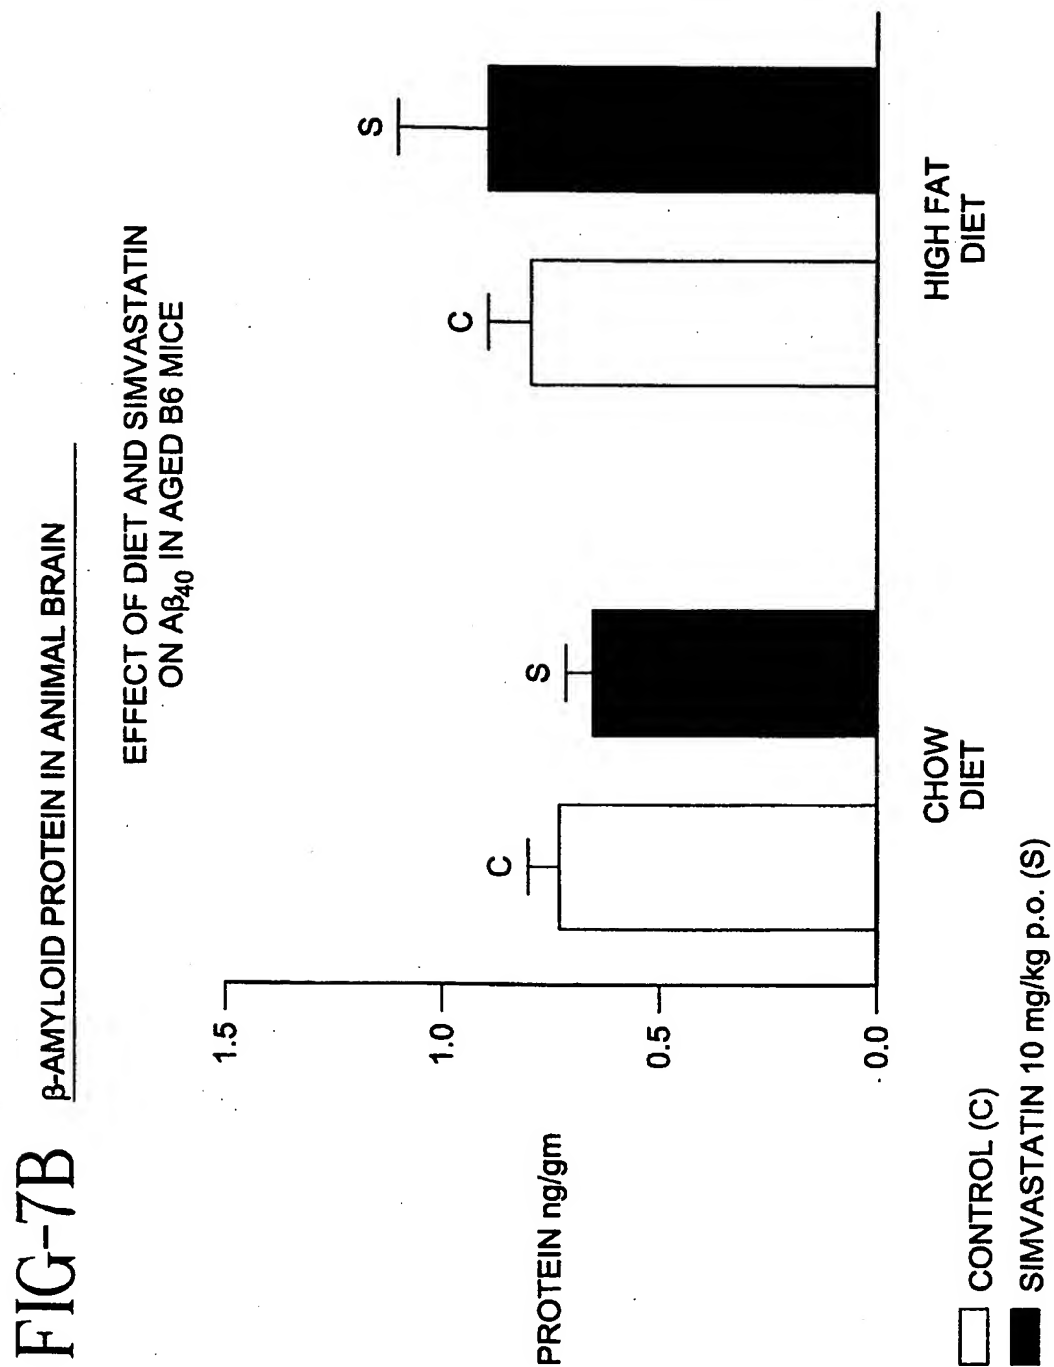 FIG-7B
β-AMYLOID PROTEIN IN ANIMAL BRAIN
EFFECT OF DIET AND SIMVASTATIN
ON Aβ40 IN AGED B6 MICE
1.5
1.0
0.5
0.0
PROTEIN ng/gm
C
S
C
S
CHOW
DIET
HIGH FAT
DIET
CONTROL (C)
SIMVASTATIN 10 mg/kg p.o. (S)